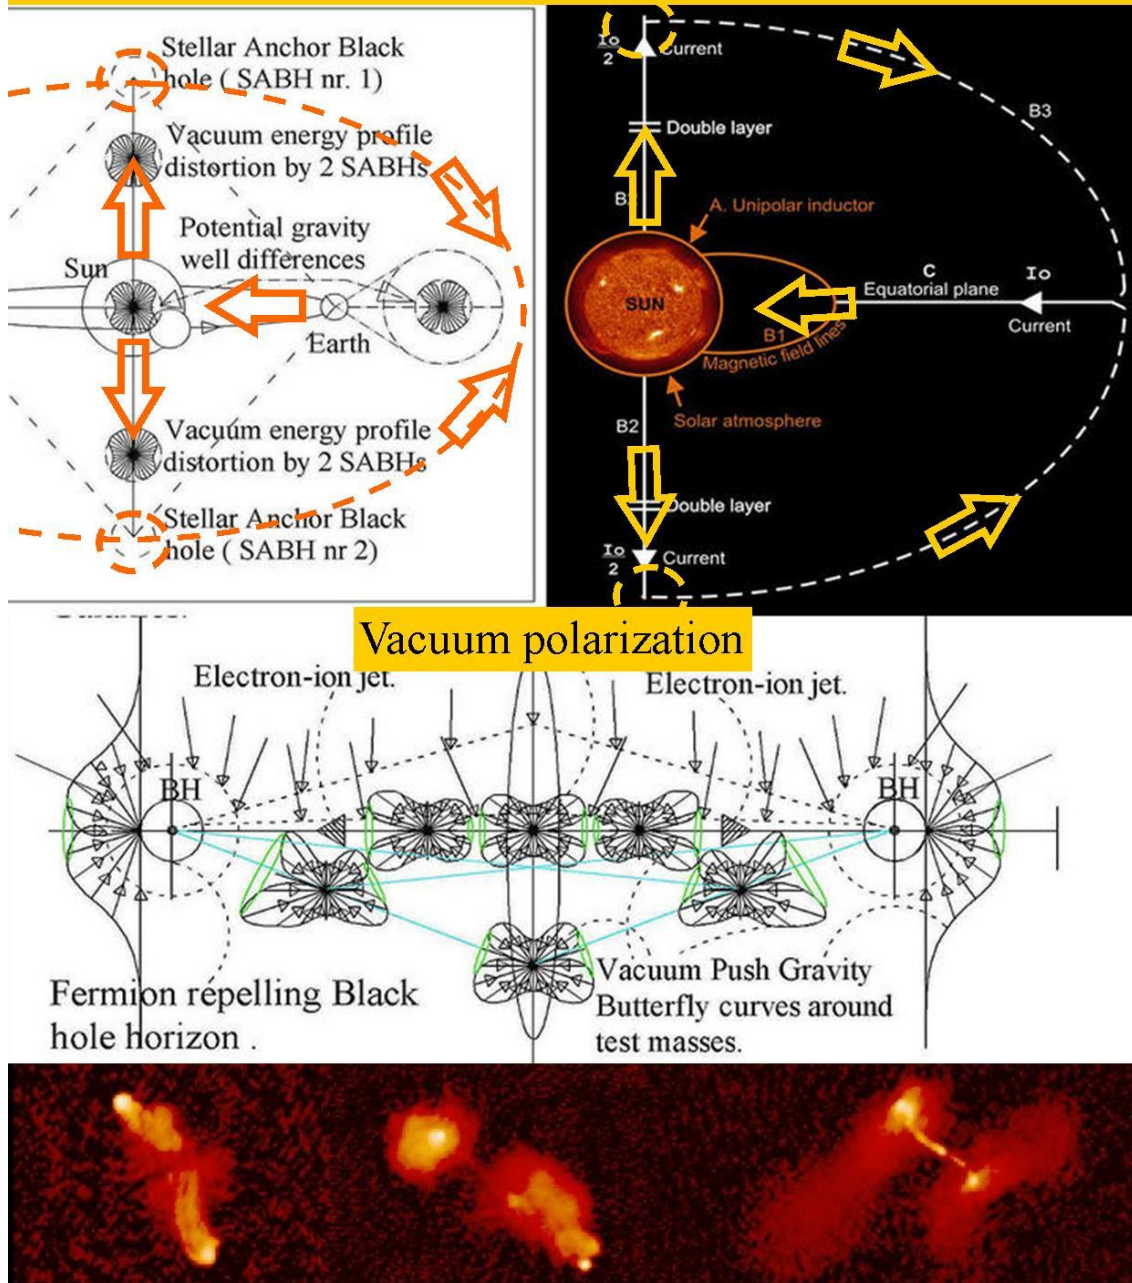 Stellar Anchor Black
hole ( SABH nr. 1)
Vacuum energy profile
distortion by 2 SABHs
Potential gravity
well differences
Sun
Earth
Vacuum energy profile
distortion by 2 SABHs
Stellar Anchor Black
hole ( SABH nr 2)
Io
2
Current
B3
Double layer
B2
A. Unipolar inductor
SUN
C
Io
Equatorial plane
Current
B1
Magnetic field lines
Solar atmosphere
B2
Double layer
Io
2
Current
Vacuum polarization
Electron-ion jet.
Electron-ion jet.
BH
BH
Fermion repelling Black
hole horizon .
Vacuum Push Gravity
Butterfly curves around
test masses.